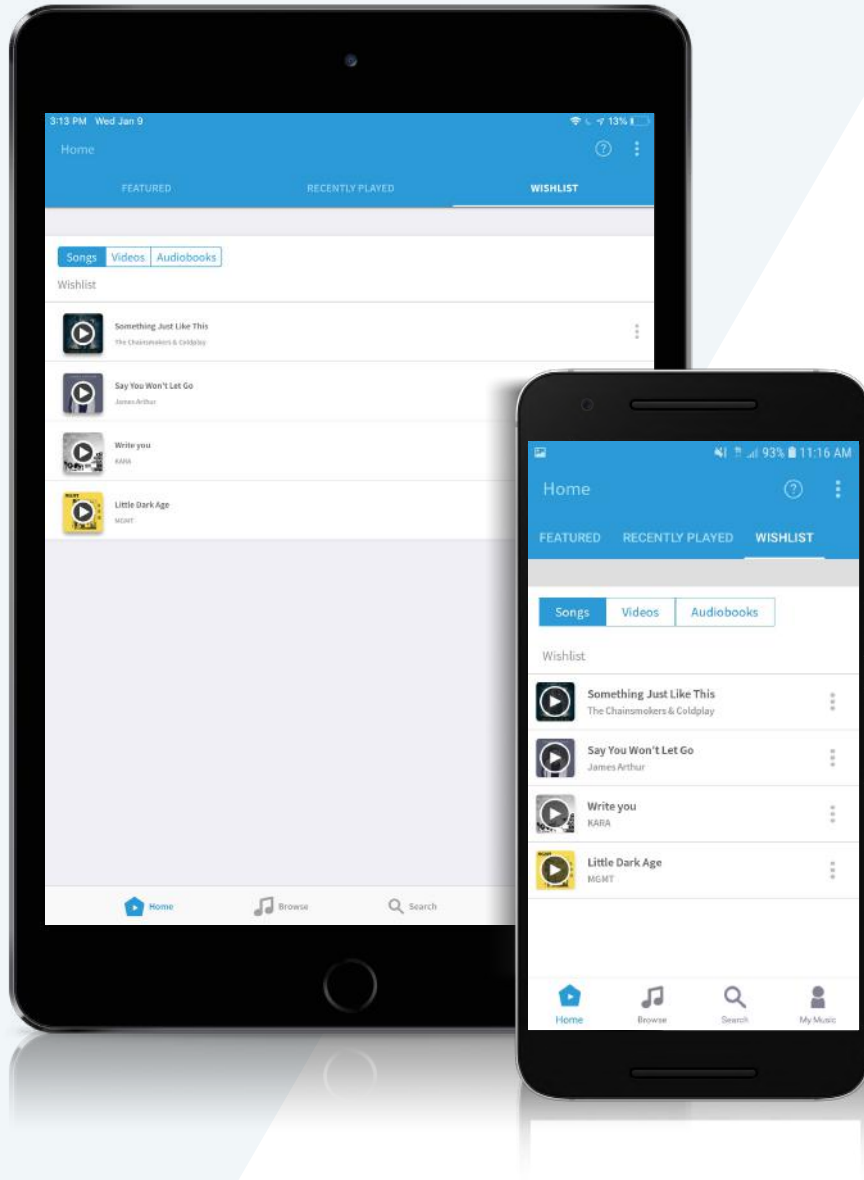 3:13 PM Wed Jan 9
13%
Home
?
FEATURED RECENTLY PLAYED WISHLIST
Songs Videos Audiobooks
Wishlist
Something Just Like This
The Chainsmokers & Coldplay
Say You Won't Let Go
James Arthur
Write you
KARA
Little Dark Age
MGMT
Home Browse Search
93% 11:16 AM
Home
?
FEATURED RECENTLY PLAYED WISHLIST
Songs Videos Audiobooks
Wishlist
Something Just Like This
The Chainsmokers & Coldplay
Say You Won't Let Go
James Arthur
Write you
KARA
Little Dark Age
MGMT
Home Browse Search My Music